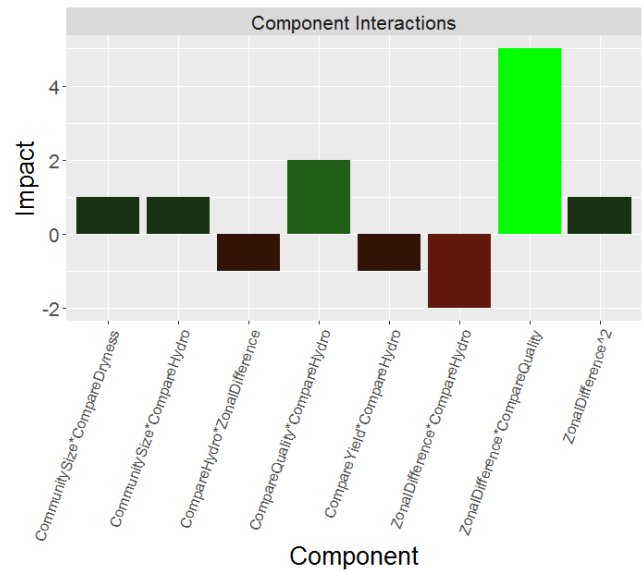 Component Interactions
Impact
4
2
0
-2
CommunitySize*CompareDryness
CommunitySize*CompareHydro
CompareHydro*ZonalDifference
CompareQuality*CompareHydro
CompareYield*CompareHydro
ZonalDifference*CompareHydro
ZonalDifference*CompareQuality
ZonalDifference^2
Component